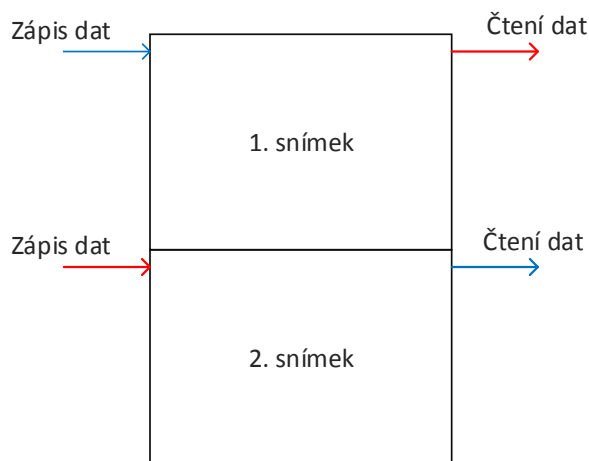 Zápis dat
Čtení dat
1. snímek
Zápis dat
Čtení dat
2. snímek